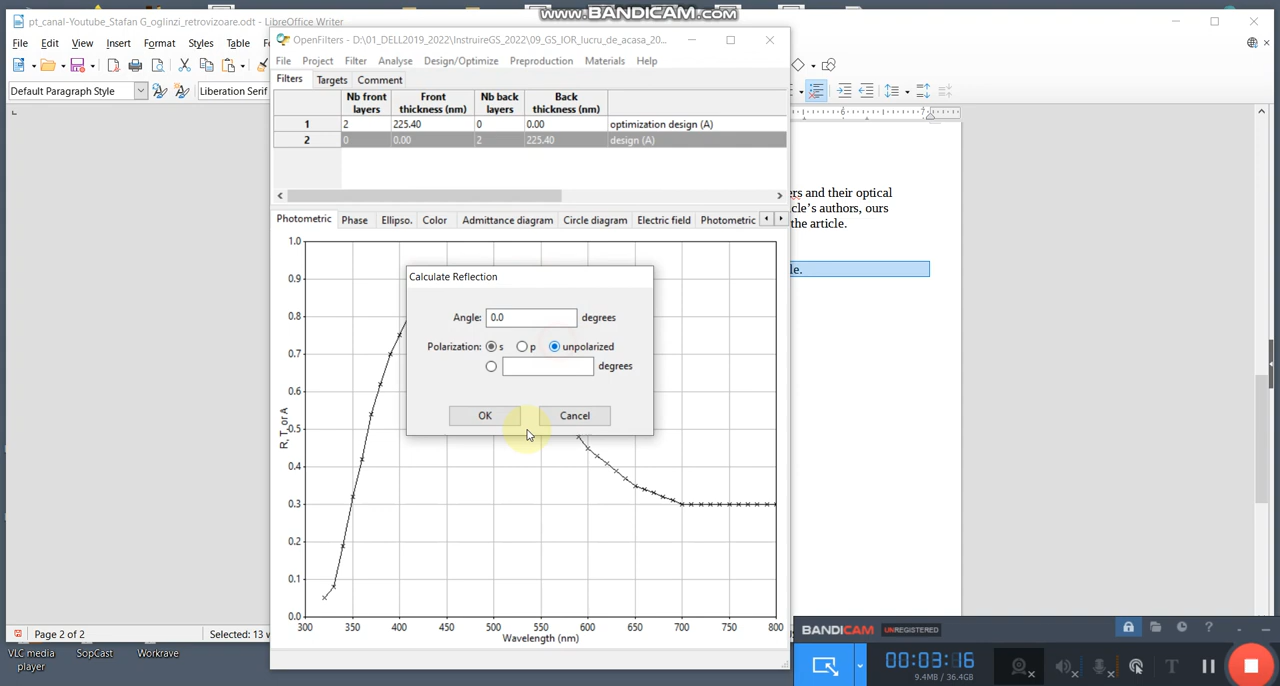 www.BANDICAM.com
pt_canal-Youtube_Stafan G_oglinzi_retrovizoare.odt - LibreOffice Writer
File Edit View Insert Format Styles Table
Default Paragraph Style
Liberation Serif
OpenFilters - D:\01_DELL2019_2022\InstruireGS_2022\09_GS_IOR_lucru_de_acasa_20...
File Project Filter Analyse Design/Optimize Preproduction Materials Help
Filters Targets Comment
Nb front layers Front thickness (nm) Nb back layers Back thickness (nm)
1 2 225.40 0 0.00 optimization design (A)
2 0 0.00 2 225.40 design (A)
Photometric Phase Ellipso. Color Admittance diagram Circle diagram Electric field Photometric
ers and their optical
cle's authors, ours
the article.
le.
Calculate Reflection
Angle: 0.0 degrees
Polarization: s p unpolarized
degrees
OK Cancel
R, T, or A
1.0
0.9
0.8
0.7
0.6
0.5
0.4
0.3
0.2
0.1
0.0
300 350 400 450 500 550 600 650 700 750 800
Wavelength (nm)
Page 2 of 2
Selected: 13 w
VLC media player
SopCast
Workrave
BANDICAM UNREGISTERED
00:03:16
9.4MB / 36.4GB